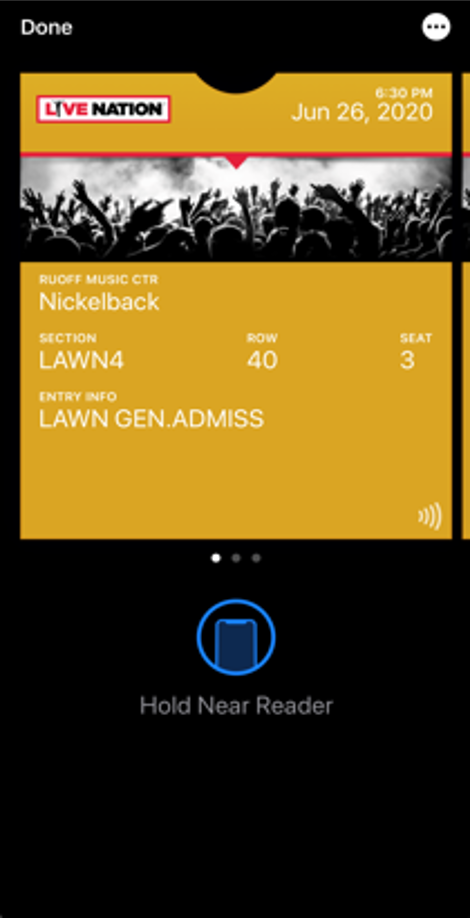 Done
LIVE NATION
6:30 PM
Jun 26, 2020
RUOFF MUSIC CTR
Nickelback
SECTION ROW SEAT
LAWN4 40 3
ENTRY INFO
LAWN GEN.ADMISS
Hold Near Reader